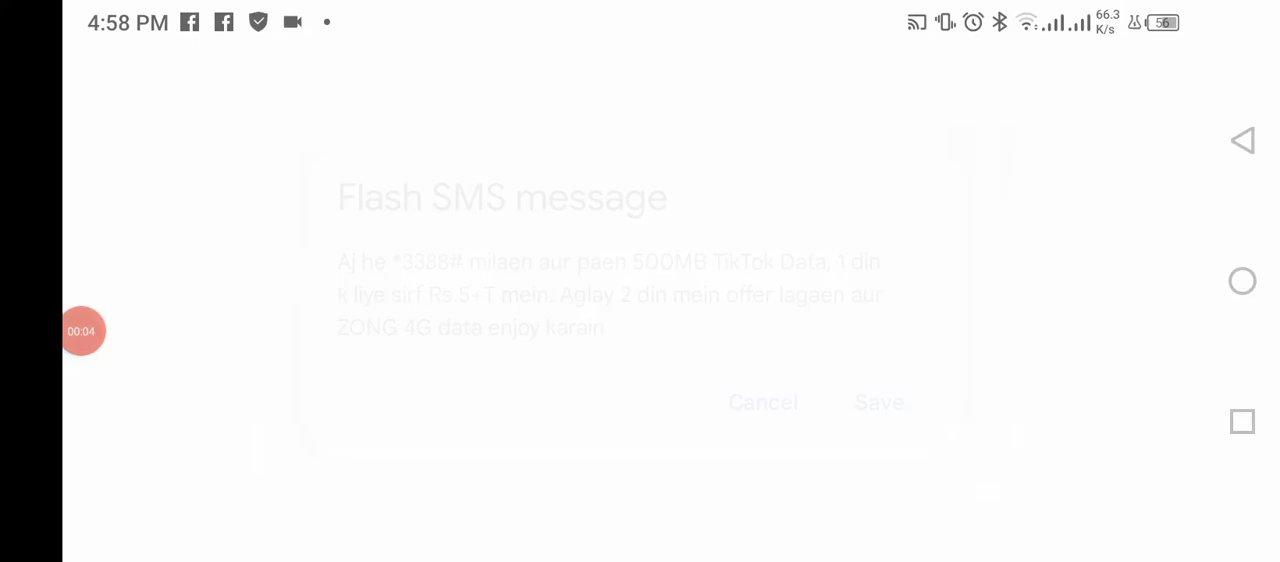 4:58 PM
66.3
K/s
56
Flash SMS message
Aj he *3388# milaen aur paen 500MB TikTok Data, 1 din
k liye sirf Rs.5+T mein. Aglay 2 din mein offer lagaen aur
ZONG 4G data enjoy karain
00:04
Cancel Save